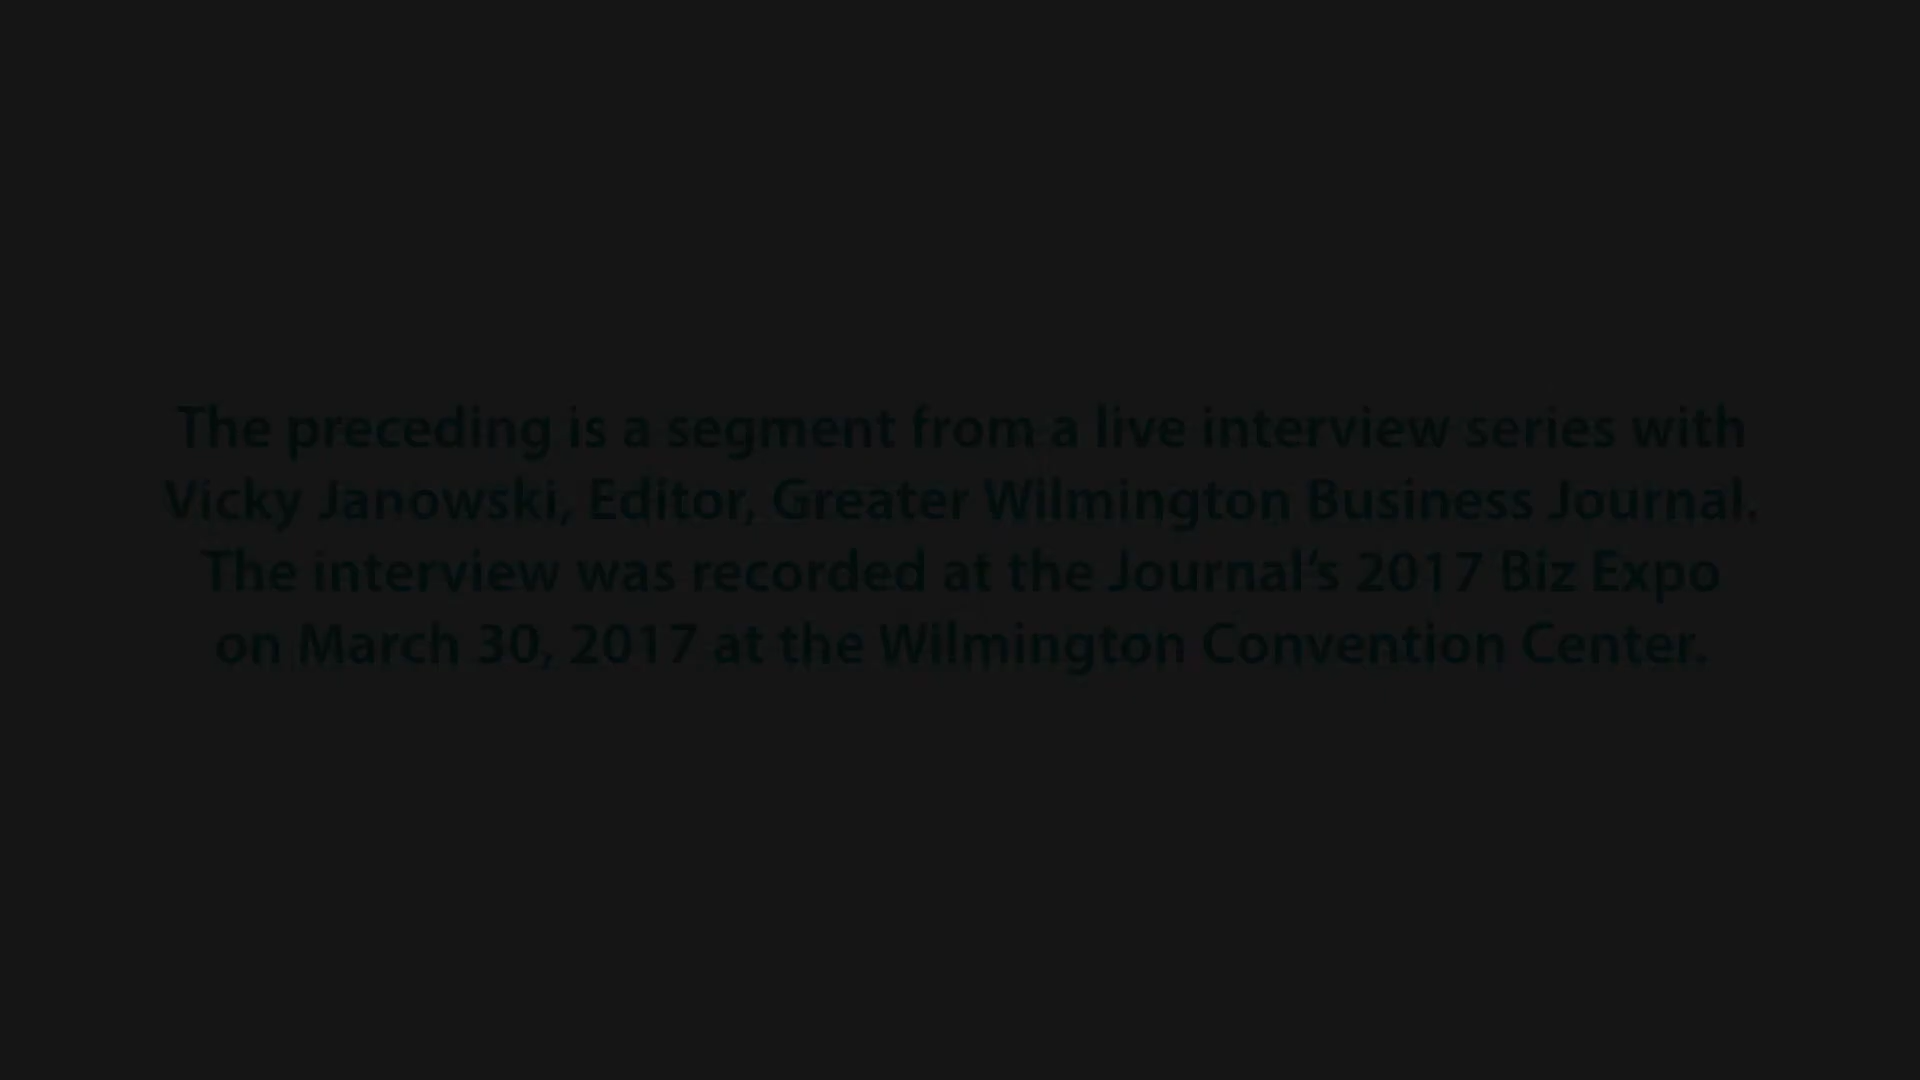 The preceding is a segment from a live interview series with
Vicky Janowski, Editor, Greater Wilmington Business Journal.
The interview was recorded at the Journal‘s 2017 Biz Expo
on March 30, 2017 at the Wilmington Convention Center.